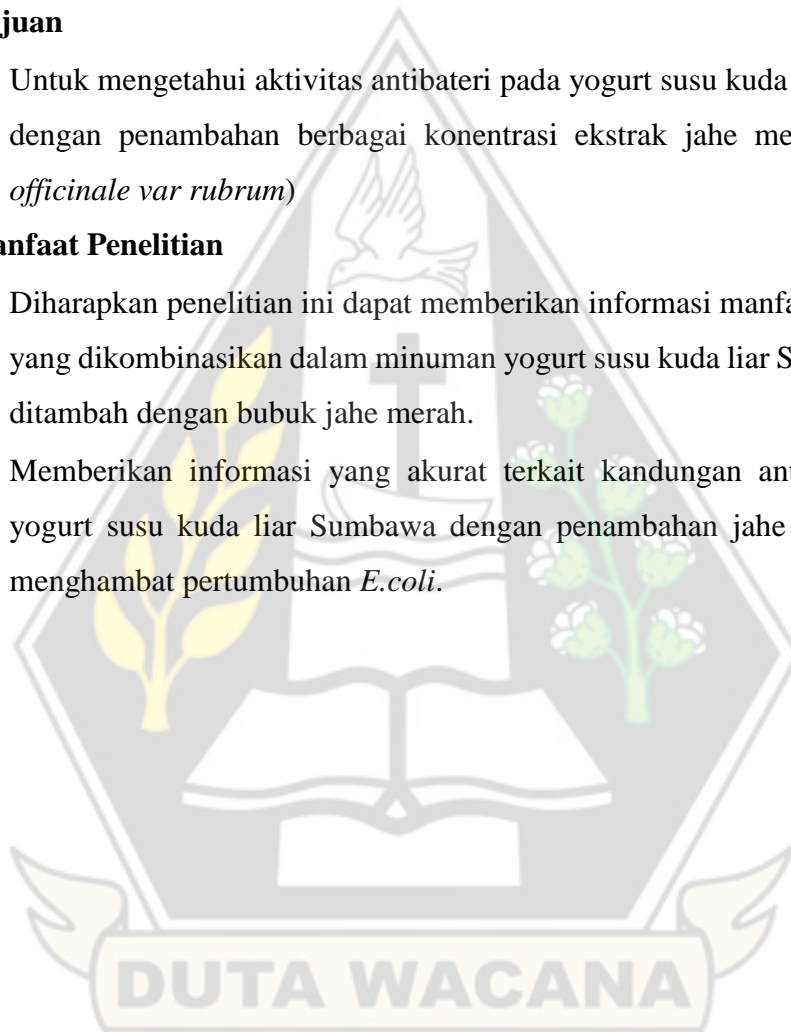 juan
Untuk mengetahui aktivitas antibateri pada yogurt susu kuda
dengan penambahan berbagai konentrasi ekstrak jahe me
officinale var rubrum)
anfaat Penelitian
Diharapkan penelitian ini dapat memberikan informasi manfa
yang dikombinasikan dalam minuman yogurt susu kuda liar S
ditambah dengan bubuk jahe merah.
Memberikan informasi yang akurat terkait kandungan ant
yogurt susu kuda liar Sumbawa dengan penambahan jahe
menghambat pertumbuhan E.coli.
DUTA WACANA